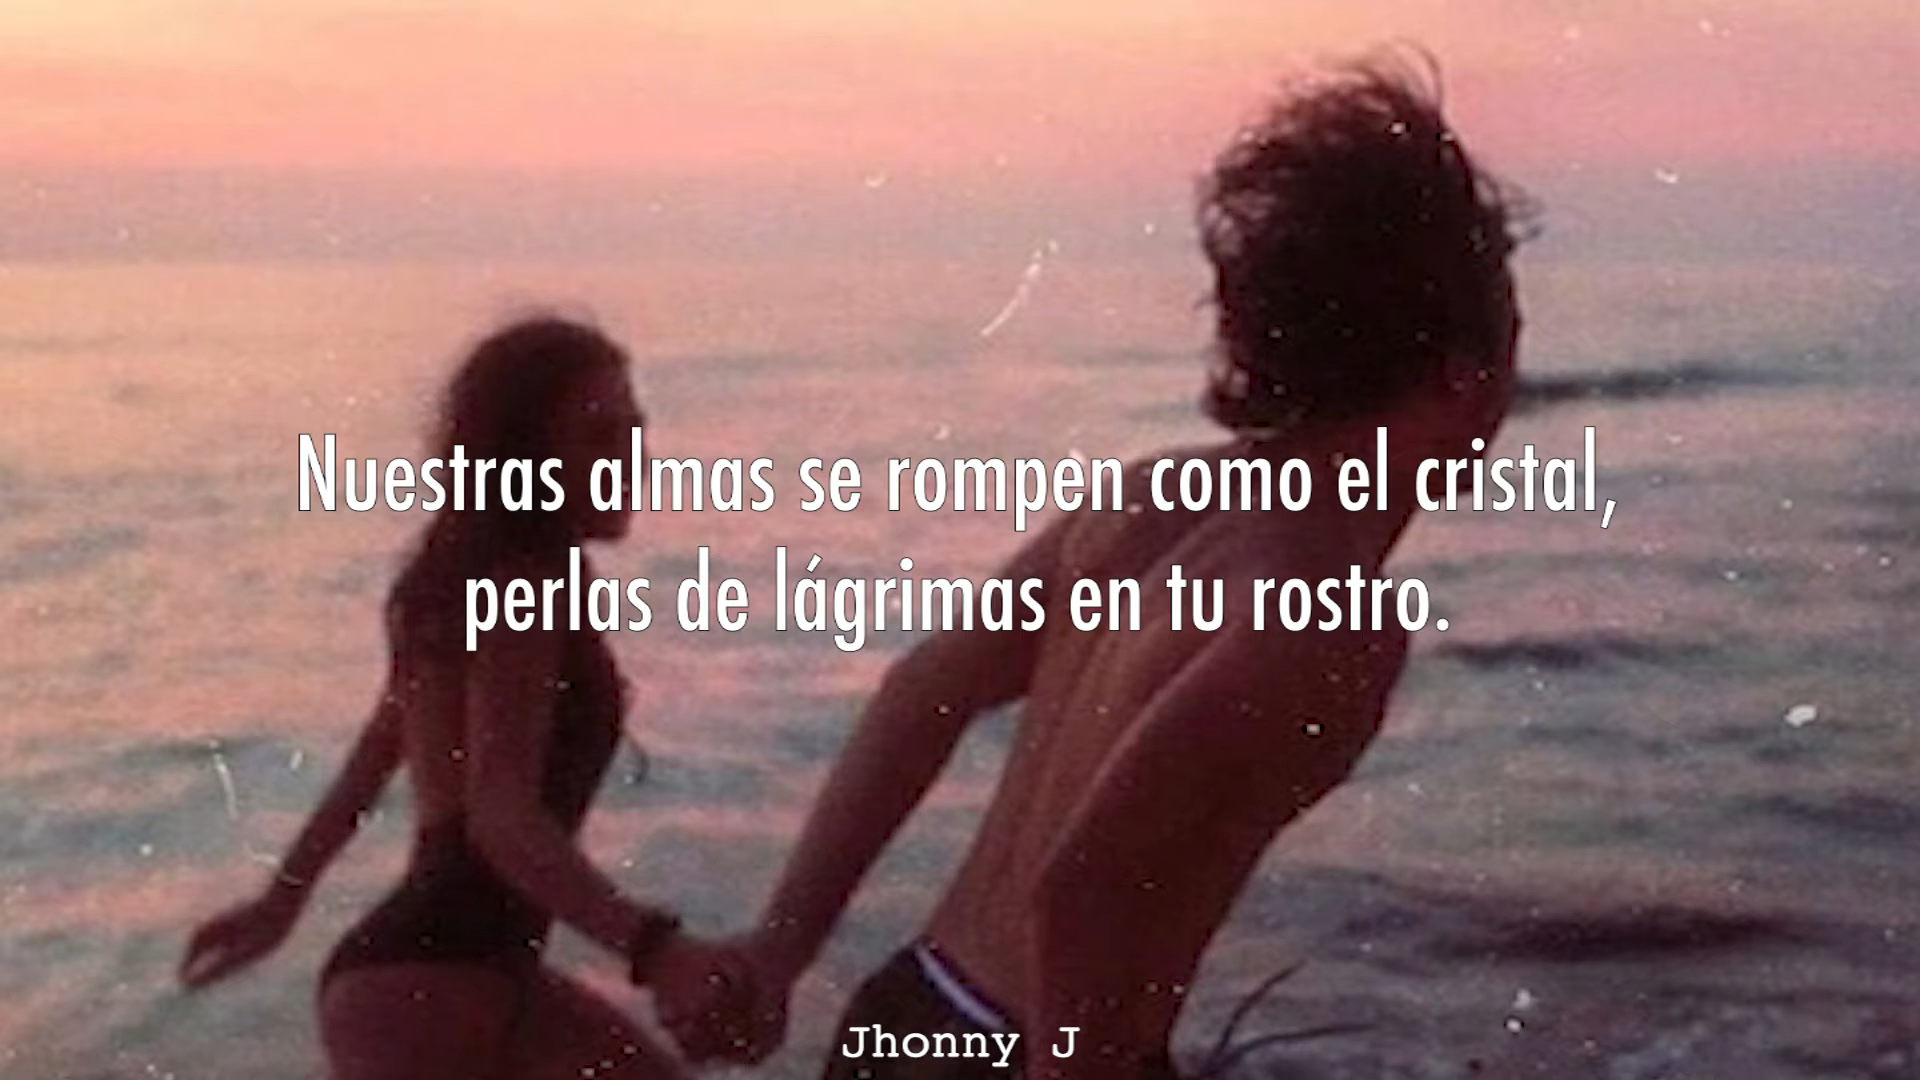 Nuestras almas se rompen como el cristal,
perlas de lágrimas en tu rostro.
Jhonny J